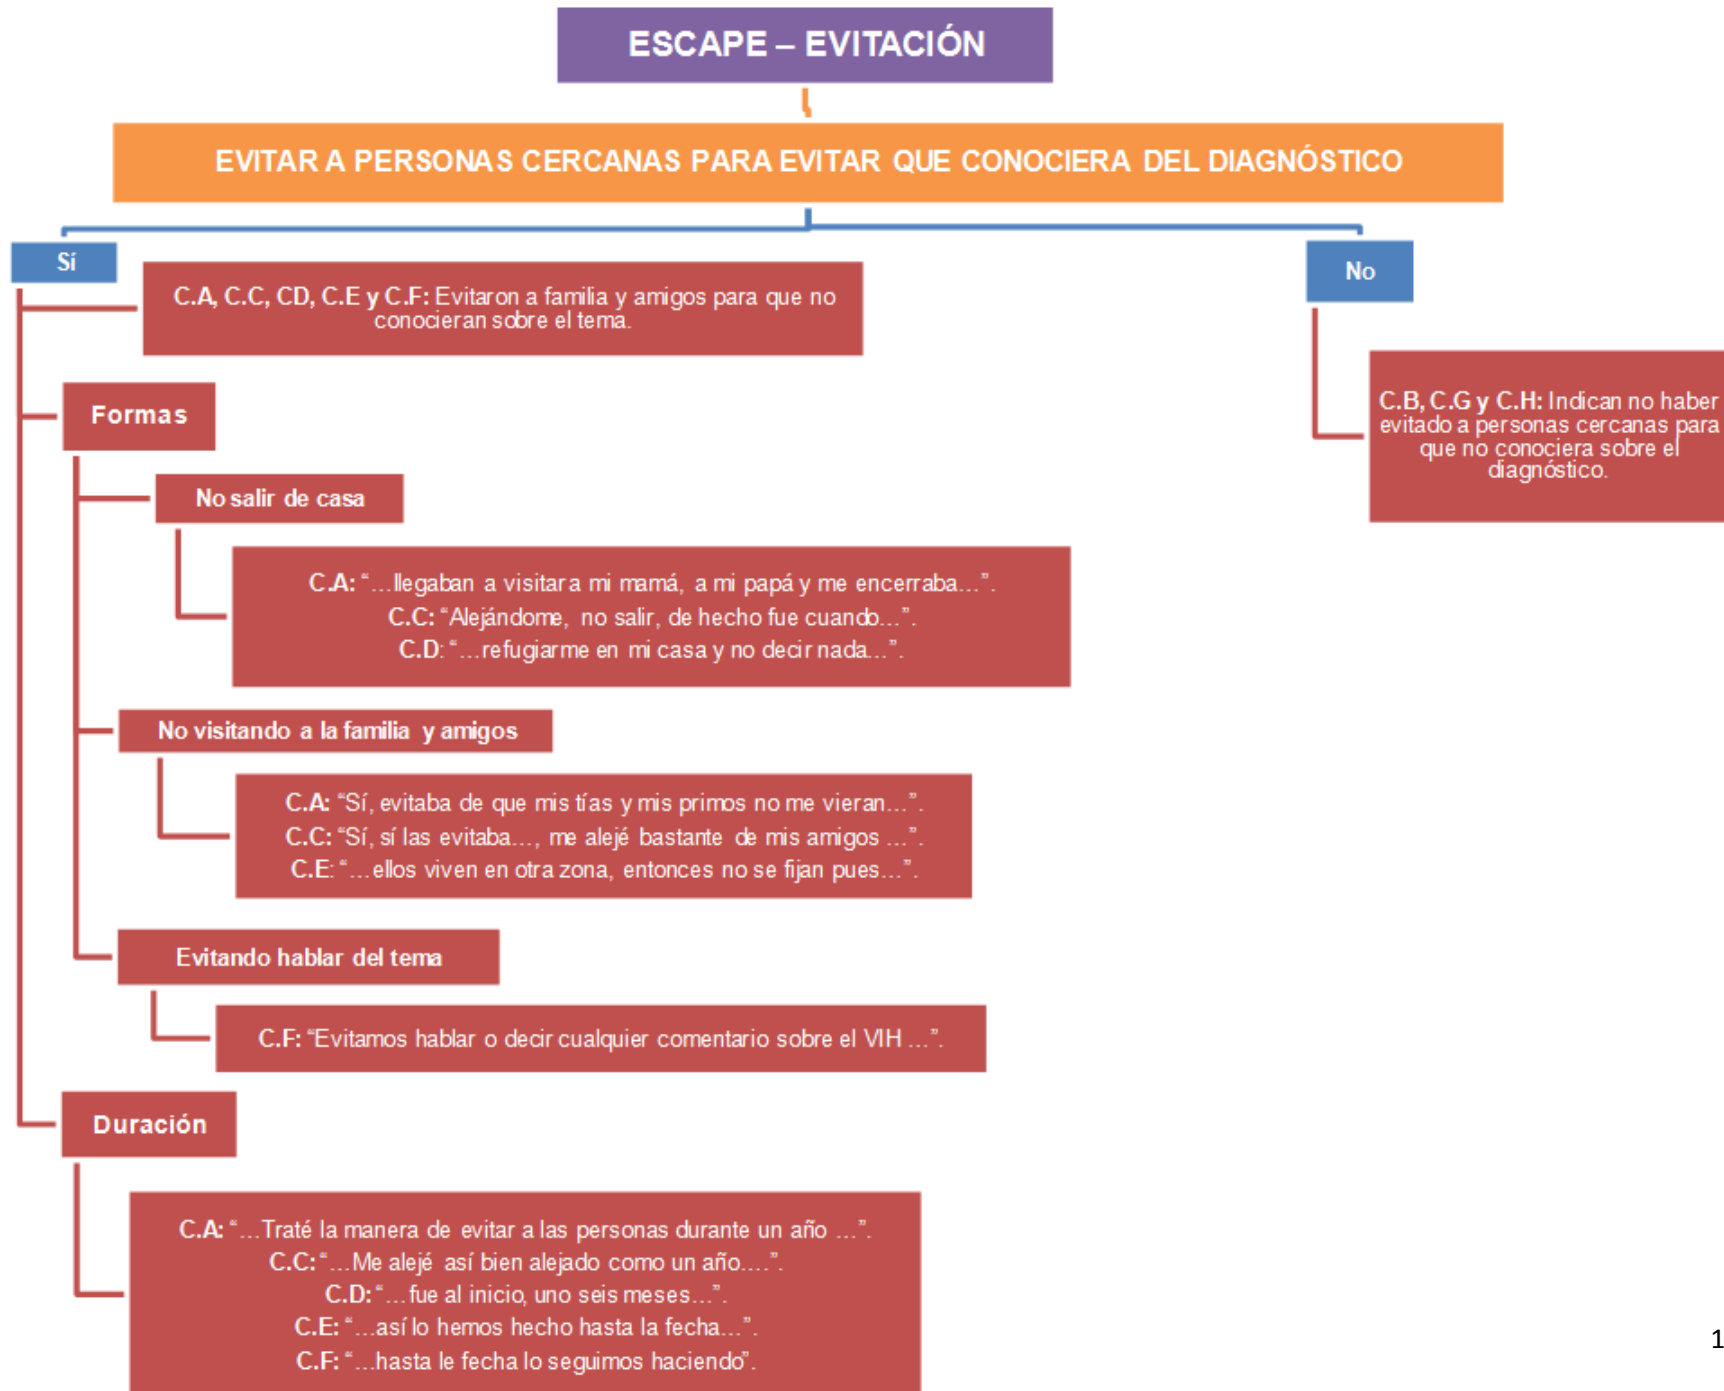 ESCAPE – EVITACIÓN
EVITAR A PERSONAS CERCANAS PARA EVITAR QUE CONOCIERA DEL DIAGNÓSTICO
Sí
C.A, C.C, CD, C.E y C.F: Evitaron a familia y amigos para que no
conocieran sobre el tema.
Formas
No salir de casa
C.A: “…llegaban a visitar a mi mamá, a mi papá y me encerraba…”.
C.C: “Alejándome, no salir, de hecho fue cuando…”.
C.D: “…refugiarme en mi casa y no decir nada…”.
No visitando a la familia y amigos
C.A: “Sí, evitaba de que mis tías y mis primos no me vieran…”.
C.C: “Sí, sí las evitaba…, me alejé bastante de mis amigos …”.
C.E: “…ellos viven en otra zona, entonces no se fijan pues…”.
Evitando hablar del tema
C.F: “Evitamos hablar o decir cualquier comentario sobre el VIH …”.
Duración
C.A: “…Traté la manera de evitar a las personas durante un año …”.
C.C: “…Me alejé así bien alejado como un año….”.
C.D: “…fue al inicio, uno seis meses…”.
C.E: “…así lo hemos hecho hasta la fecha…”.
C.F: “…hasta le fecha lo seguimos haciendo”.
No
C.B, C.G y C.H: Indican no haber
evitado a personas cercanas para
que no conociera sobre el
diagnóstico.
1